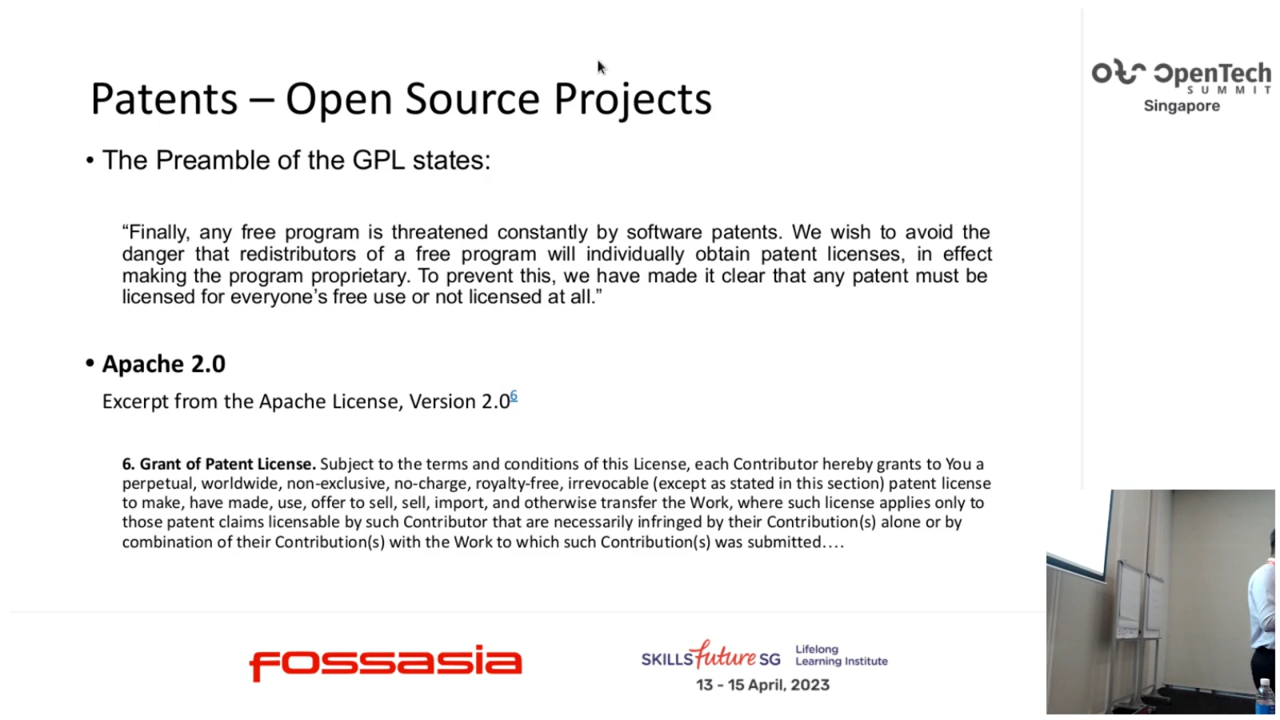 Patents – Open Source Projects
• The Preamble of the GPL states:
“Finally, any free program is threatened constantly by software patents. We wish to avoid the
danger that redistributors of a free program will individually obtain patent licenses, in effect
making the program proprietary. To prevent this, we have made it clear that any patent must be
licensed for everyone’s free use or not licensed at all.”
• Apache 2.0
Excerpt from the Apache License, Version 2.0⁶
6. Grant of Patent License. Subject to the terms and conditions of this License, each Contributor hereby grants to You a
perpetual, worldwide, non-exclusive, no-charge, royalty-free, irrevocable (except as stated in this section) patent license
to make, have made, use, offer to sell, sell, import, and otherwise transfer the Work, where such license applies only to
those patent claims licensable by such Contributor that are necessarily infringed by their Contribution(s) alone or by
combination of their Contribution(s) with the Work to which such Contribution(s) was submitted….
OpenTech
SUMMIT
Singapore
fossasia
SKILLSfuture SG
Lifelong
Learning Institute
13 - 15 April, 2023